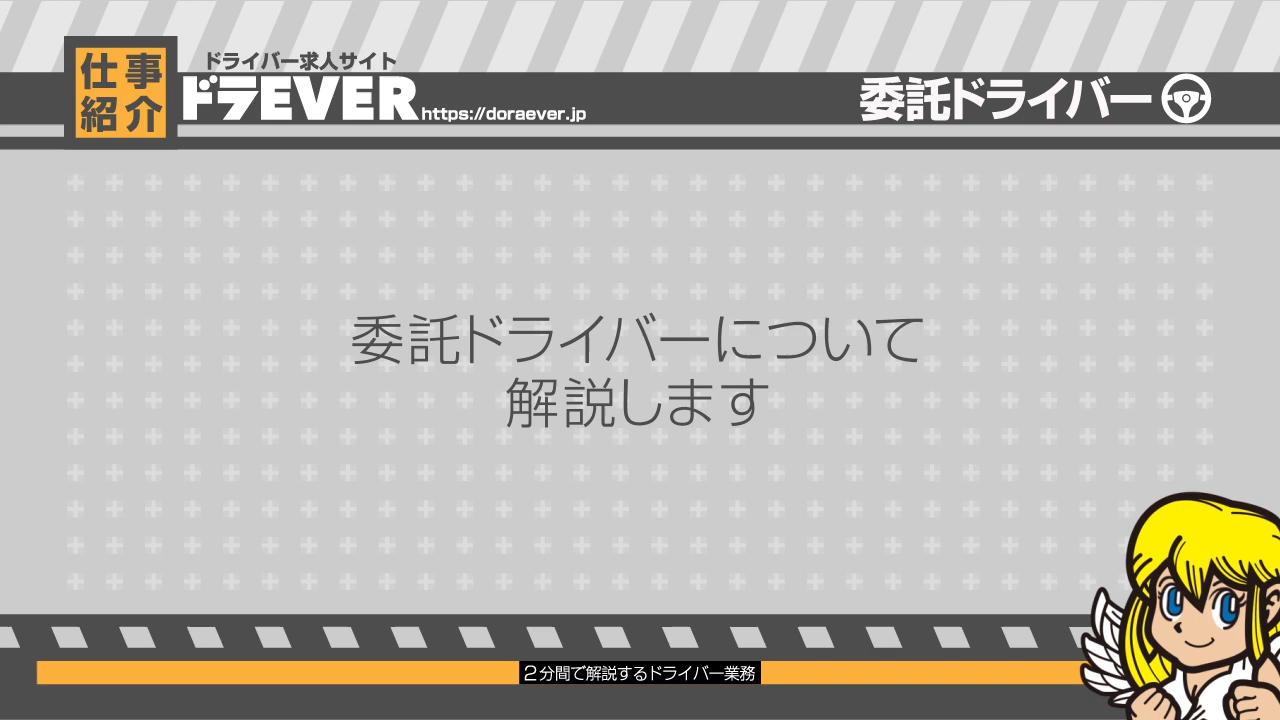 仕事
紹介
ドライバー求人サイト
ドラEVER
https://doraever.jp
委託ドライバー
委託ドライバーについて
解説します
2分間で解説するドライバー業務